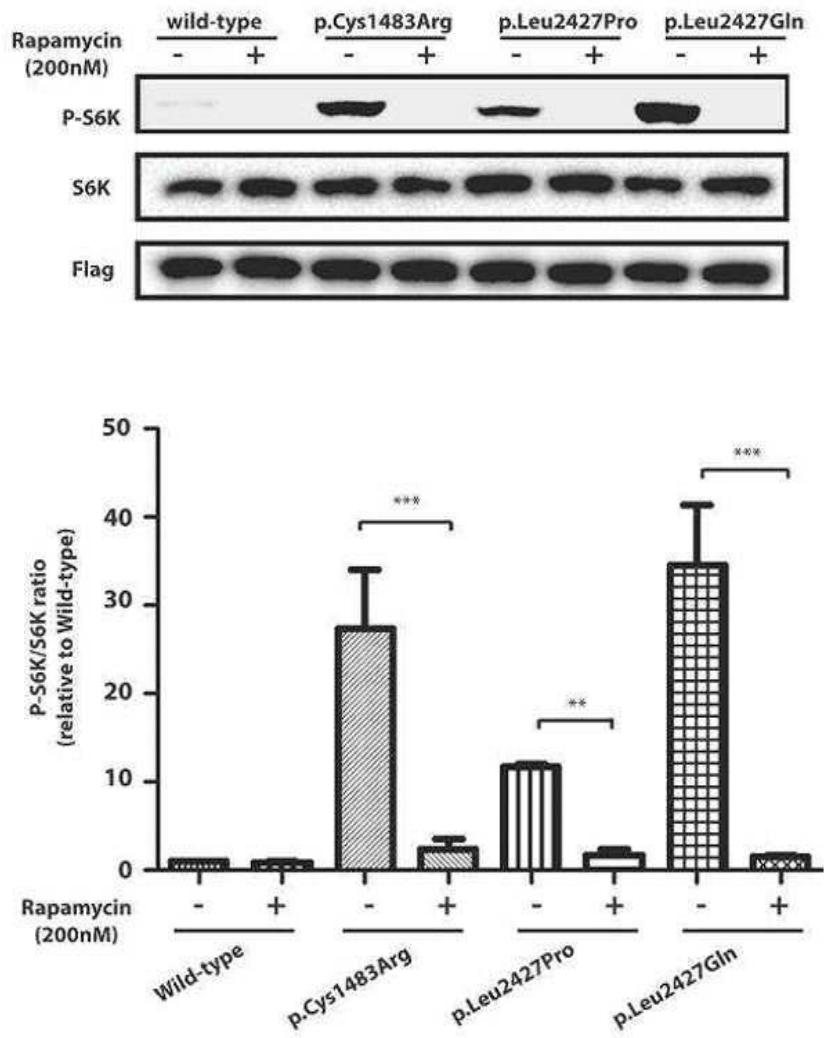 wild-type p.Cys1483Arg p.Leu2427Pro p.Leu2427Gln
Rapamycin
(200nM)
- + - + - + - +
P-S6K
S6K
Flag
50
40
30
20
10
0
P-S6K/S6K ratio
(relative to Wild-type)
***
**
***
Rapamycin
(200nM)
- + - + - + - +
Wild-type
p.Cys1483Arg
p.Leu2427Pro
p.Leu2427Gln